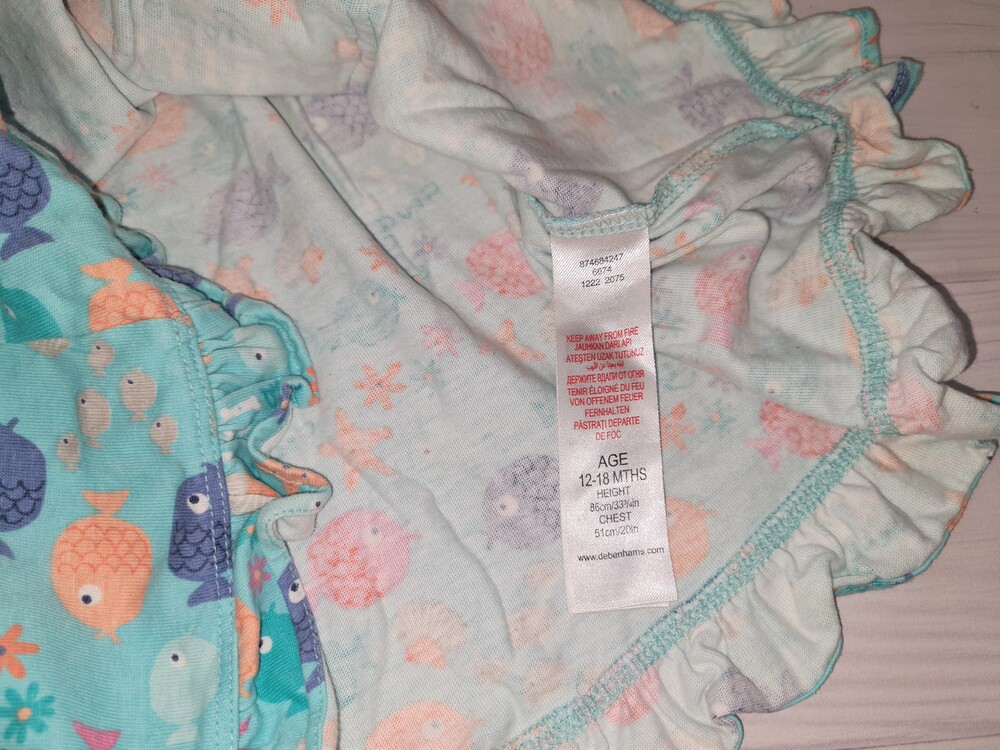 874684247
6674
1222 2075
KEEP AWAY FROM FIRE
JAUHKAN DARI API
ATEŞTEN UZAK TUTUNUZ
ДЕРЖИТЕ ВДАЛИ ОТ ОГНЯ
TENIR ÉLOIGNÉ DU FEU
VON OFFENEM FEUER
FERNHALTEN
PĂSTRAȚI DEPARTE
DE FOC
AGE
12-18 MTHS
HEIGHT
86cm/33¾in
CHEST
51cm/20in
www.debenhams.com